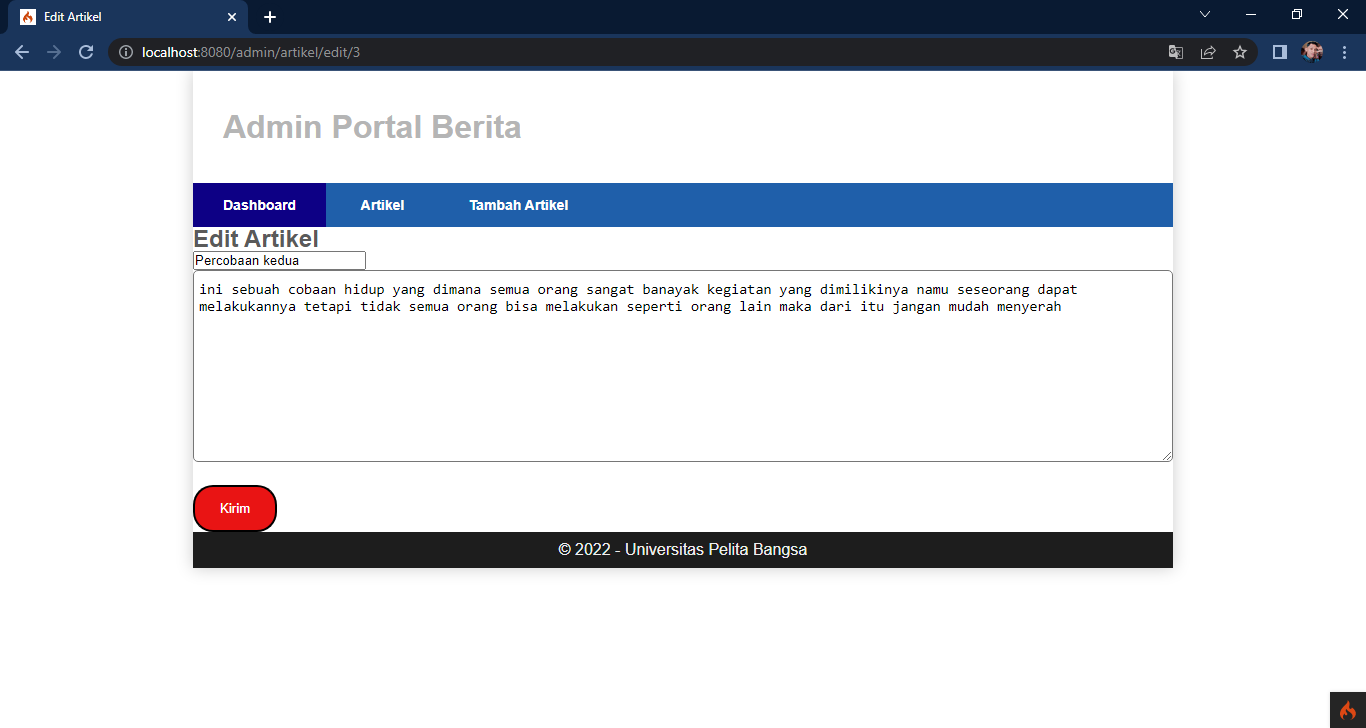 Edit Artikel
localhost:8080/admin/artikel/edit/3
Admin Portal Berita
Dashboard Artikel Tambah Artikel
Edit Artikel
Percobaan kedua
ini sebuah cobaan hidup yang dimana semua orang sangat banayak kegiatan yang dimilikinya namu seseorang dapat
melakukannya tetapi tidak semua orang bisa melakukan seperti orang lain maka dari itu jangan mudah menyerah
Kirim
© 2022 - Universitas Pelita Bangsa